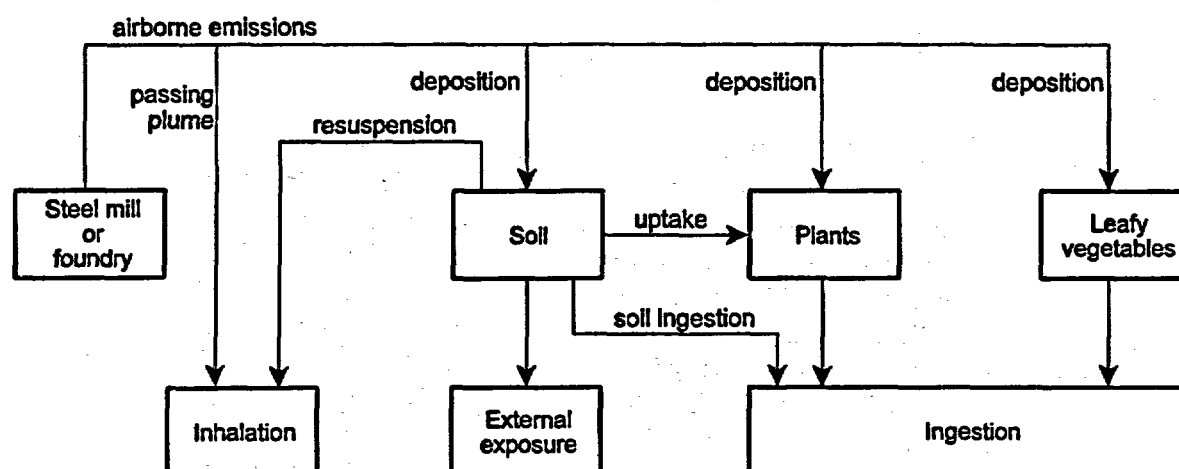 airborne emissions
passing
plume
deposition
deposition
deposition
resuspension
Steel mill
or
foundry
Soil
uptake
Plants
Leafy
vegetables
soil ingestion
Inhalation
External
exposure
Ingestion